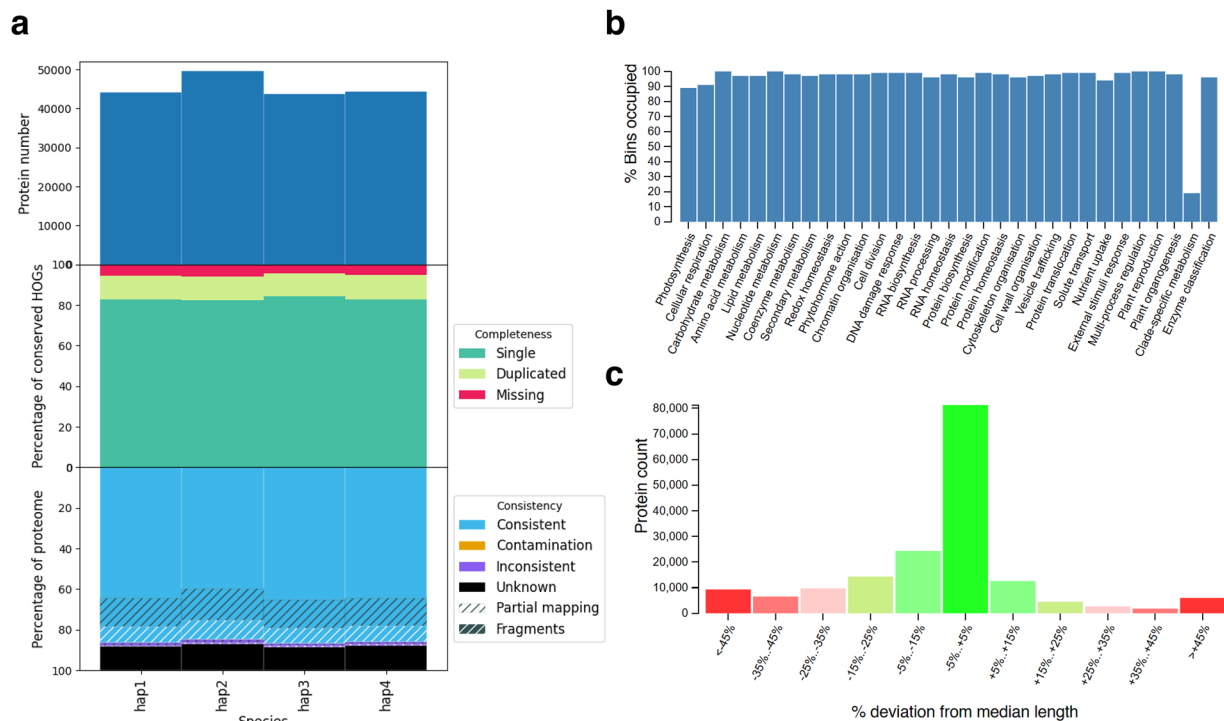 a
Protein number
50000
40000
30000
20000
10000
0
Percentage of conserved HOGs
80
60
40
20
0
Percentage of proteome
20
40
60
80
100
hap1
hap2
hap3
hap4
Species
Completeness
Single
Duplicated
Missing
Consistency
Consistent
Contamination
Inconsistent
Unknown
Partial mapping
Fragments
b
% Bins occupied
100
90
80
70
60
50
40
30
20
10
0
Photosynthesis
Cellular respiration
Carbohydrate metabolism
Amino acid metabolism
Lipid metabolism
Nucleotide metabolism
Coenzyme metabolism
Secondary metabolism
Redox homeostasis
Phytohormone action
Chromatin organisation
Cell division
DNA damage response
RNA biosynthesis
RNA processing
RNA homeostasis
Protein biosynthesis
Protein modification
Protein homeostasis
Cytoskeleton organisation
Cell wall organisation
Vesicle trafficking
Protein translocation
Solute transport
Nutrient uptake
External stimuli response
Multi-process regulation
Plant reproduction
Plant organogenesis
Clade-specific metabolism
Enzyme classification
c
Protein count
80,000
70,000
60,000
50,000
40,000
30,000
20,000
10,000
0
<-45%
-35%..-45%
-25%..-35%
-15%..-25%
-5%..-15%
-5%..+5%
+5%..+15%
+15%..+25%
+25%..+35%
+35%..+45%
>+45%
% deviation from median length